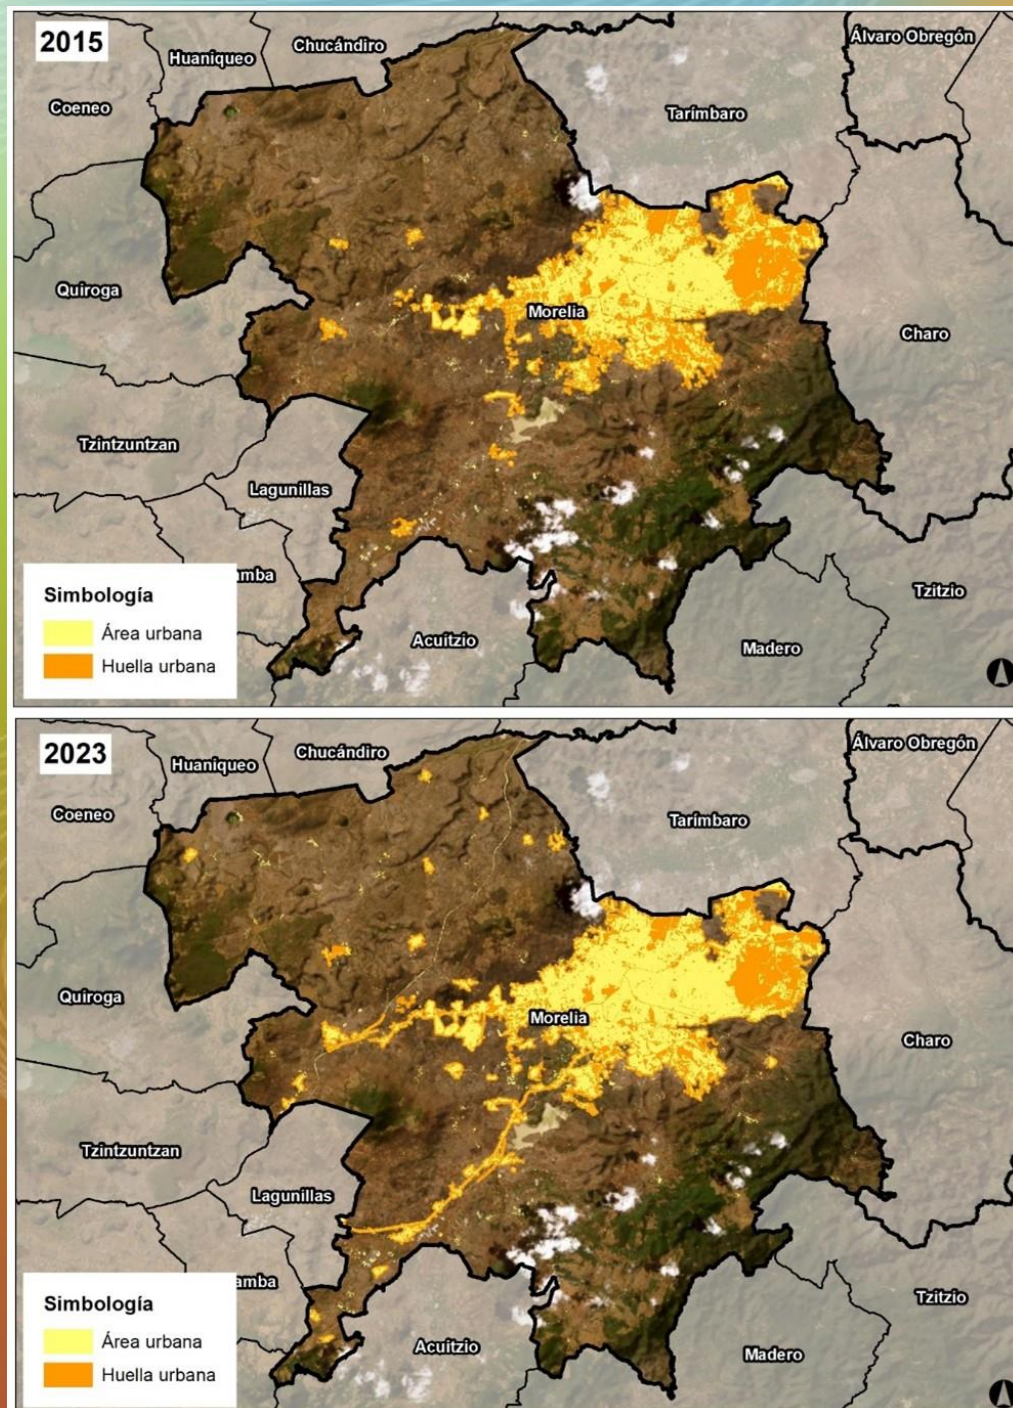 2015
Huaniqueo
Chucándiro
Álvaro Obregón
Coeneo
Tarímbaro
Quiroga
Morelia
Charo
Tzintzuntzan
Lagunillas
amba
Simbología
Área urbana
Huella urbana
Acuitzio
Madero
Tzitzio
2023
Huaniqueo
Chucándiro
Álvaro Obregón
Coeneo
Tarímbaro
Quiroga
Morelia
Charo
Tzintzuntzan
Lagunillas
amba
Simbología
Área urbana
Huella urbana
Acuitzio
Madero
Tzitzio